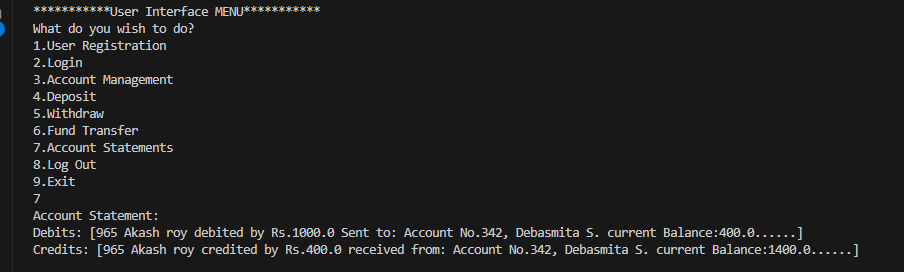 ***********User Interface MENU***********
What do you wish to do?
1.User Registration
2.Login
3.Account Management
4.Deposit
5.Withdraw
6.Fund Transfer
7.Account Statements
8.Log Out
9.Exit
7
Account Statement:
Debits: [965 Akash roy debited by Rs.1000.0 Sent to: Account No.342, Debasmita S. current Balance:400.0......]
Credits: [965 Akash roy credited by Rs.400.0 received from: Account No.342, Debasmita S. current Balance:1400.0......]